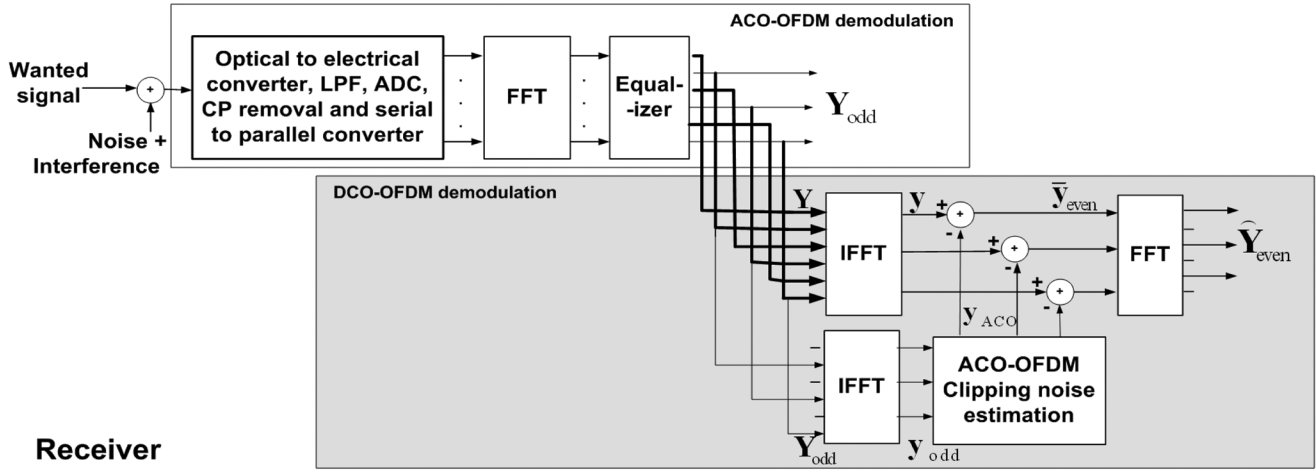 ACO-OFDM demodulation
Wanted
signal
+
Noise +
Interference
Optical to electrical
converter, LPF, ADC,
CP removal and serial
to parallel converter
FFT
Equal-
-izer
Y odd
DCO-OFDM demodulation
Y
IFFT
y
+
-
+
ȳ even
+
-
+
+
-
+
FFT
Ŷ even
y ACO
IFFT
Y odd
y odd
ACO-OFDM
Clipping noise
estimation
Receiver